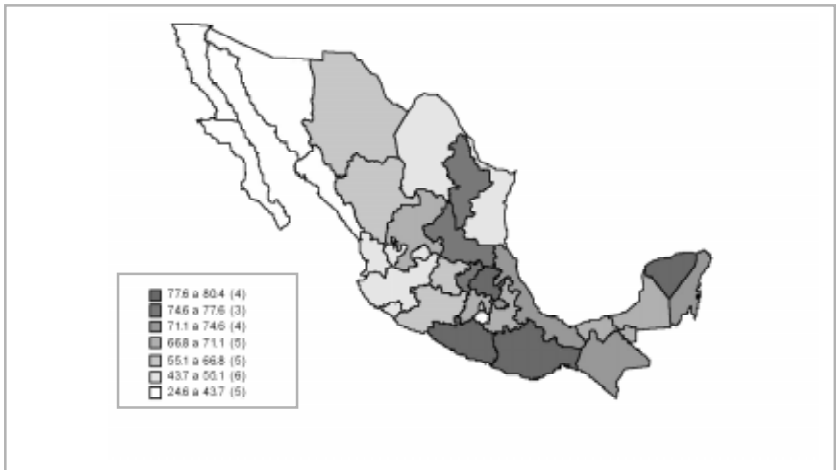 77.6 a 80.4 (4)
74.6 a 77.6 (3)
71.1 a 74.6 (4)
66.8 a 71.1 (5)
55.1 a 66.8 (5)
43.7 a 55.1 (6)
24.6 a 43.7 (5)